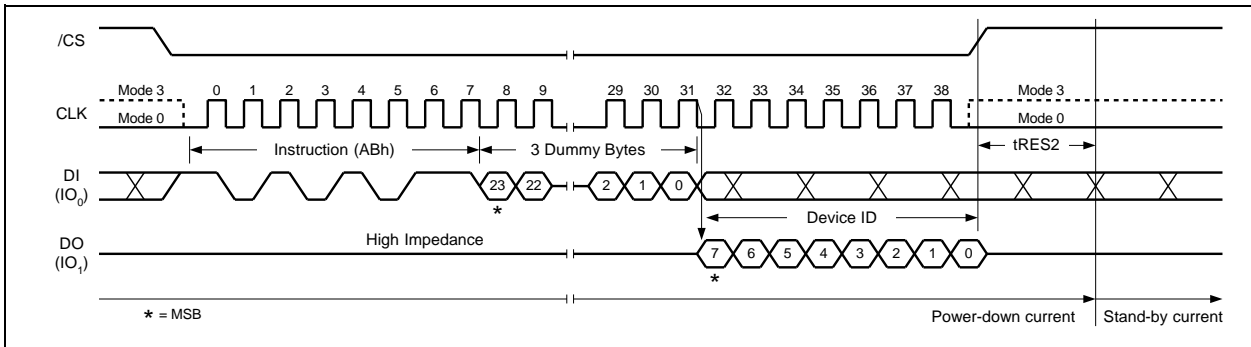 /CS
Mode 3 0 1 2 3 4 5 6 7 8 9 29 30 31 32 33 34 35 36 37 38 Mode 3
CLK
Mode 0 Mode 0
Instruction (ABh) 3 Dummy Bytes tRES2
DI
(IO0)
23 22 2 1 0
*
Device ID
DO
(IO1)
High Impedance
7 6 5 4 3 2 1 0
*
* = MSB
Power-down current Stand-by current